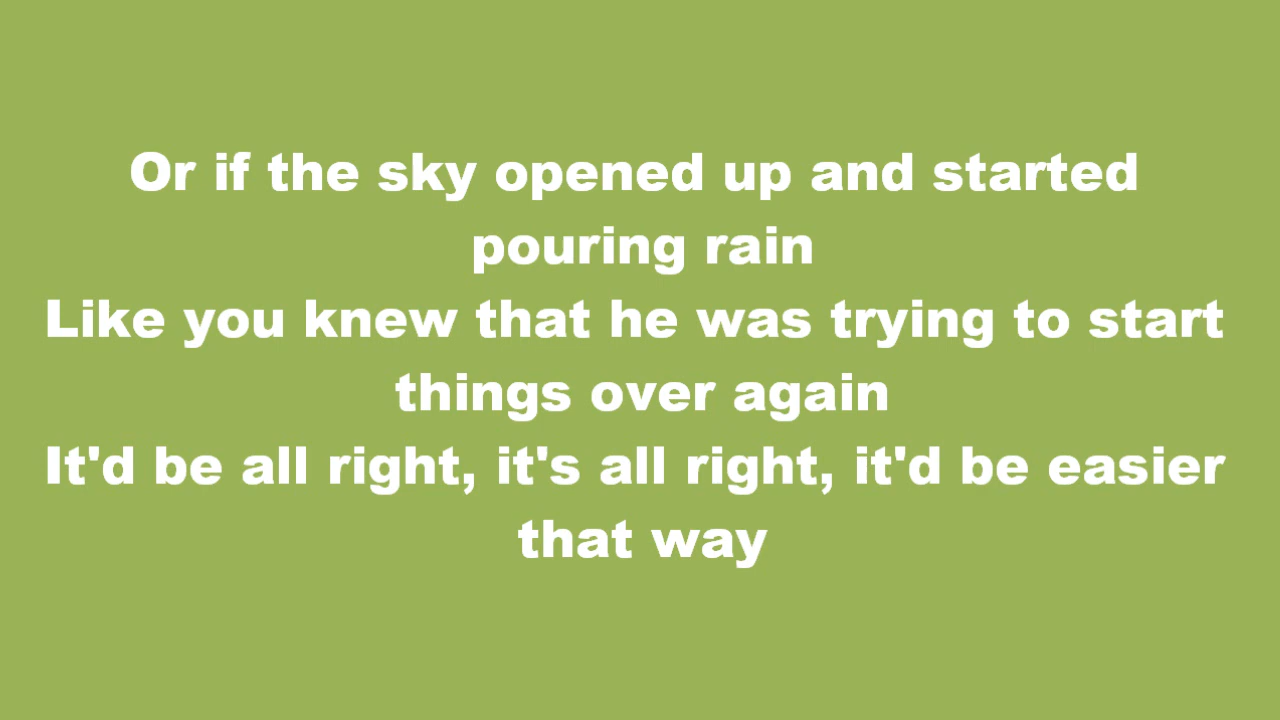 Or if the sky opened up and started
pouring rain
Like you knew that he was trying to start
things over again
It'd be all right, it's all right, it'd be easier
that way